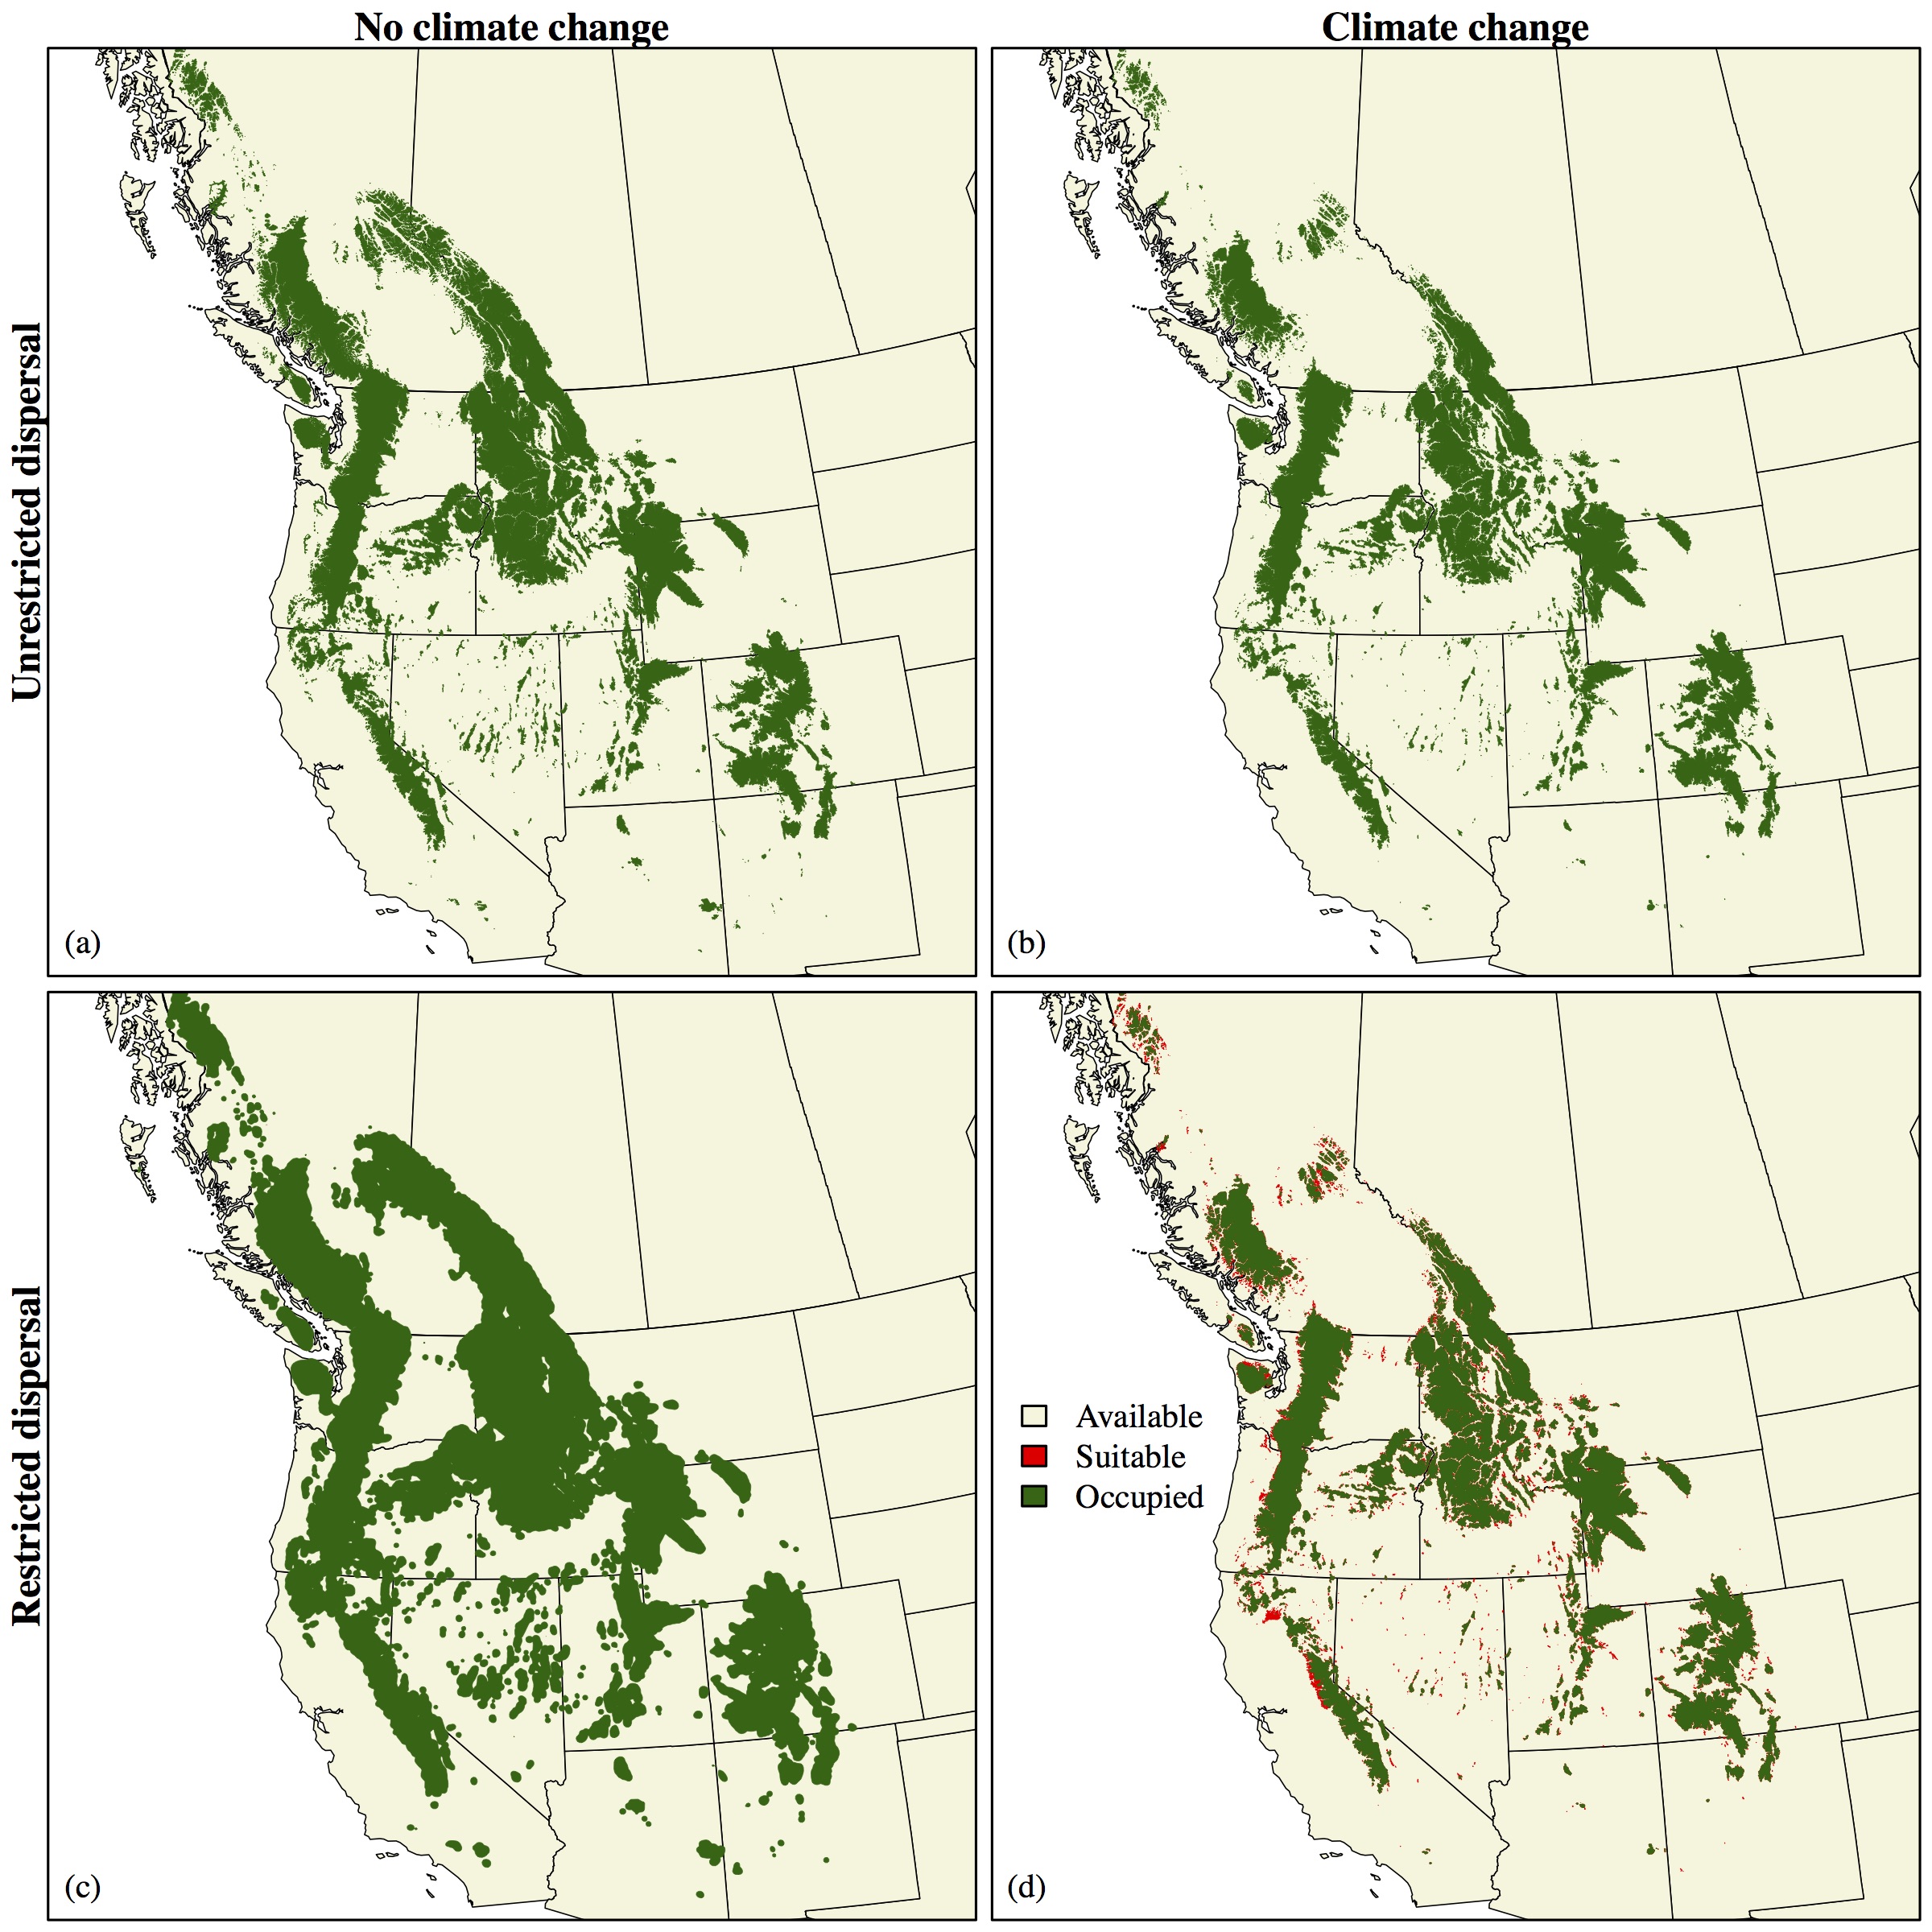 No climate change
Climate change
Unrestricted dispersal
(a)
(b)
Restricted dispersal
Available
Suitable
Occupied
(c)
(d)